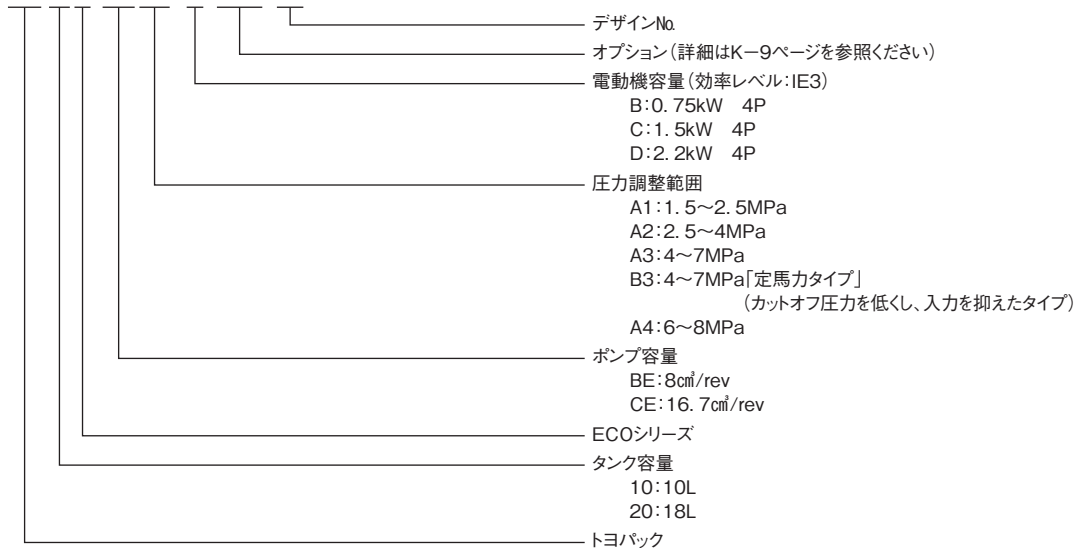 デザイン№
オプション(詳細はK-9ページを参照ください)
電動機容量(効率レベル:IE3)
B:0.75kW 4P
C:1.5kW 4P
D:2.2kW 4P
圧力調整範囲
A1:1.5~2.5MPa
A2:2.5~4MPa
A3:4~7MPa
B3:4~7MPa「定馬力タイプ」
(カットオフ圧力を低くし、入力を抑えたタイプ)
A4:6~8MPa
ポンプ容量
BE:8㎤/rev
CE:16.7㎤/rev
ECOシリーズ
タンク容量
10:10L
20:18L
トヨパック